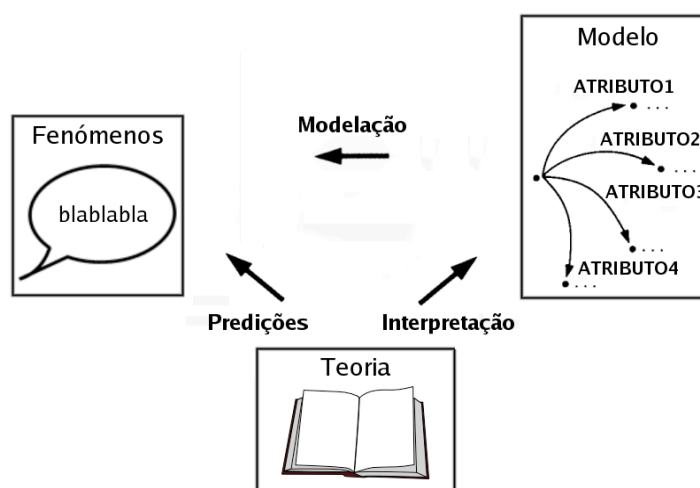 Modelo
ATRIBUTO1
ATRIBUTO2
ATRIBUTO3
ATRIBUTO4
Modelação
Fenómenos
blablabla
Predições
Interpretação
Teoria